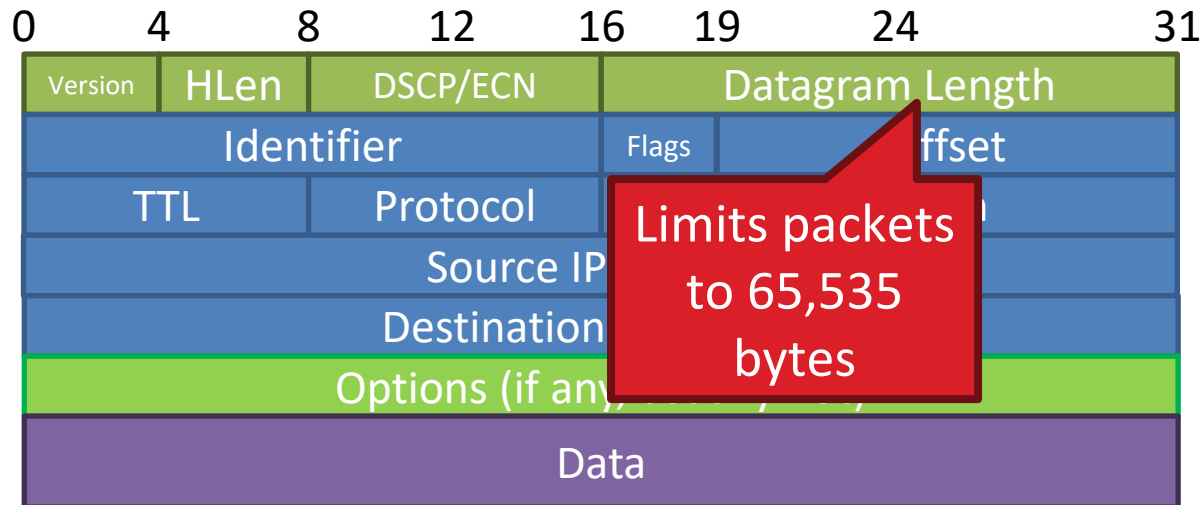 0 4 8 12 16 19 24 31
Version HLen DSCP/ECN Datagram Length
Identifier Flags ffset
TTL Protocol
Source IP
Destination
Options (if any,
Limits packets
to 65,535
bytes
Data